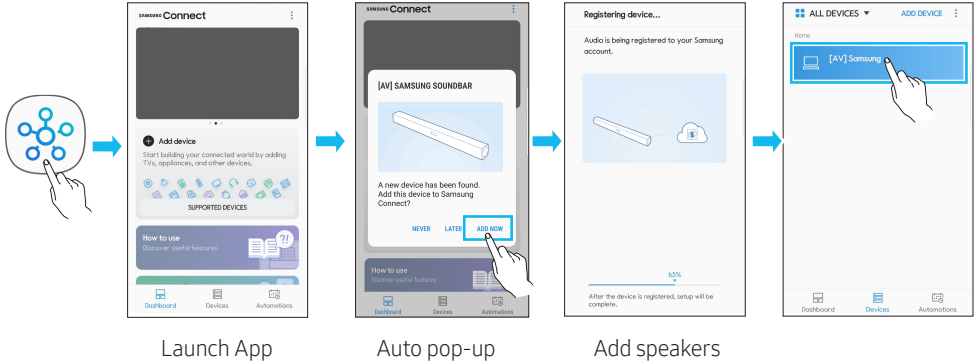 SAMSUNG Connect
Add device
Start building your connected world by adding
TVs, appliances, and other devices.
SUPPORTED DEVICES
How to use
Discover useful features
?!
Dashboard
Devices
Automations
Launch App
SAMSUNG Connect
[AV] SAMSUNG SOUNDBAR
A new device has been found.
Add this device to Samsung
Connect?
NEVER
LATER
ADD NOW
How to use
Discover useful features
Dashboard
Devices
Automations
Auto pop-up
Registering device...
Audio is being registered to your Samsung
account.
S
65%
After the device is registered, setup will be
complete.
Add speakers
ALL DEVICES
ADD DEVICE
Home
[AV] Samsung
Dashboard
Devices
Automations